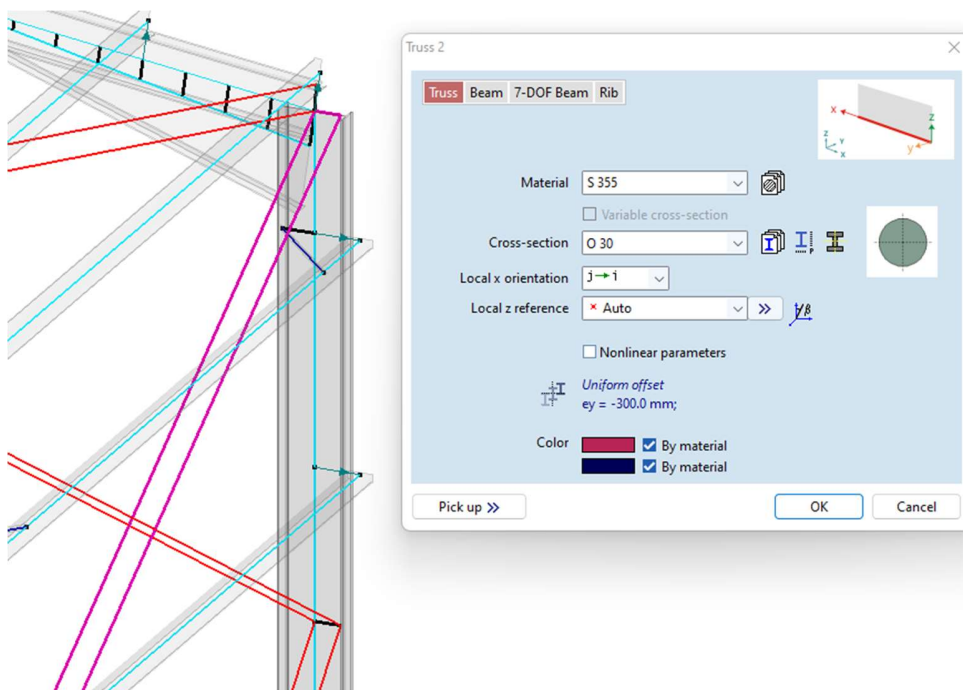 Truss 2
Truss Beam 7-DOF Beam Rib
x
z
y
z
Y
X
Material S 355
Variable cross-section
Cross-section O 30
Local x orientation j→i
Local z reference × Auto
β
Nonlinear parameters
Uniform offset
ey = -300.0 mm;
Color By material
By material
Pick up >> OK Cancel